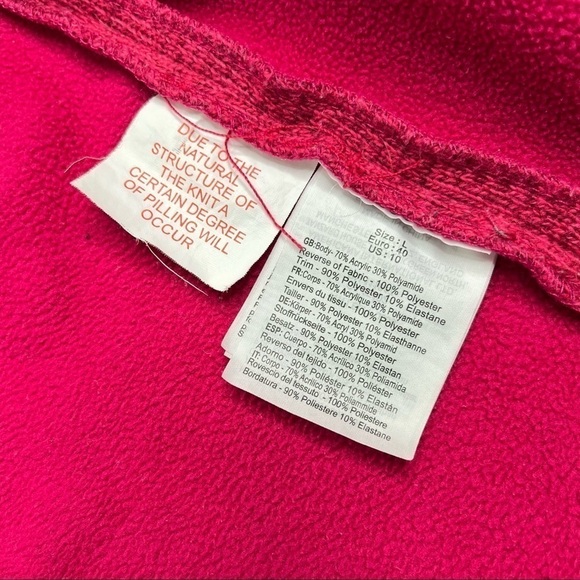 DUE TO THE
NATURAL
STRUCTURE OF
THE KNIT A
CERTAIN DEGREE
OF PILLING WILL
OCCUR
Size: L
Euro: 40
US: 10
GB:Body- 70% Acrylic 30% Polyamide
Reverse of Fabric - 100% Polyester
Trim - 90% Polyester 10% Elastane
FR:Corps- 70% Acrylique 30% Polyamide
Envers du tissu - 100% Polyester
Tailler - 90% Polyester 10% Elasthanne
DE:Körper - 70% Acryl 30% Polyamid
Stoffrückseite - 100% Polyester
Besatz - 90% Polyester 10% Elastan
ESP: Cuerpo - 70% Acrílico 30% Poliamida
Reverso del tejido - 100% Poliéster
Adorno - 90% Poliéster 10% Elastán
IT: Corpo - 70% Acrilico 30% Poliammide
Rovescio del tessuto - 100% Poliestere
Bordatura - 90% Poliestere 10% Elastane